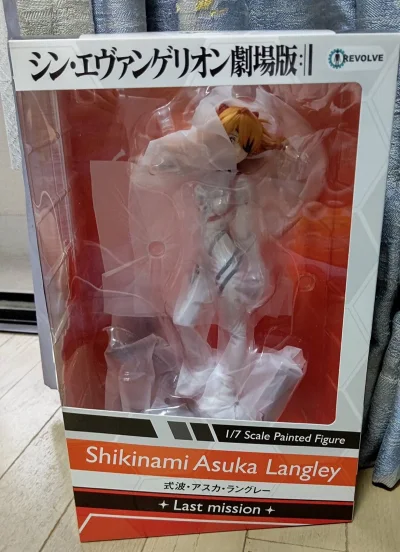 シン・エヴァンゲリオン劇場版:||
REVOLVE
1/7 Scale Painted Figure
Shikinami Asuka Langley
式波・アスカ・ラングレー
Last mission